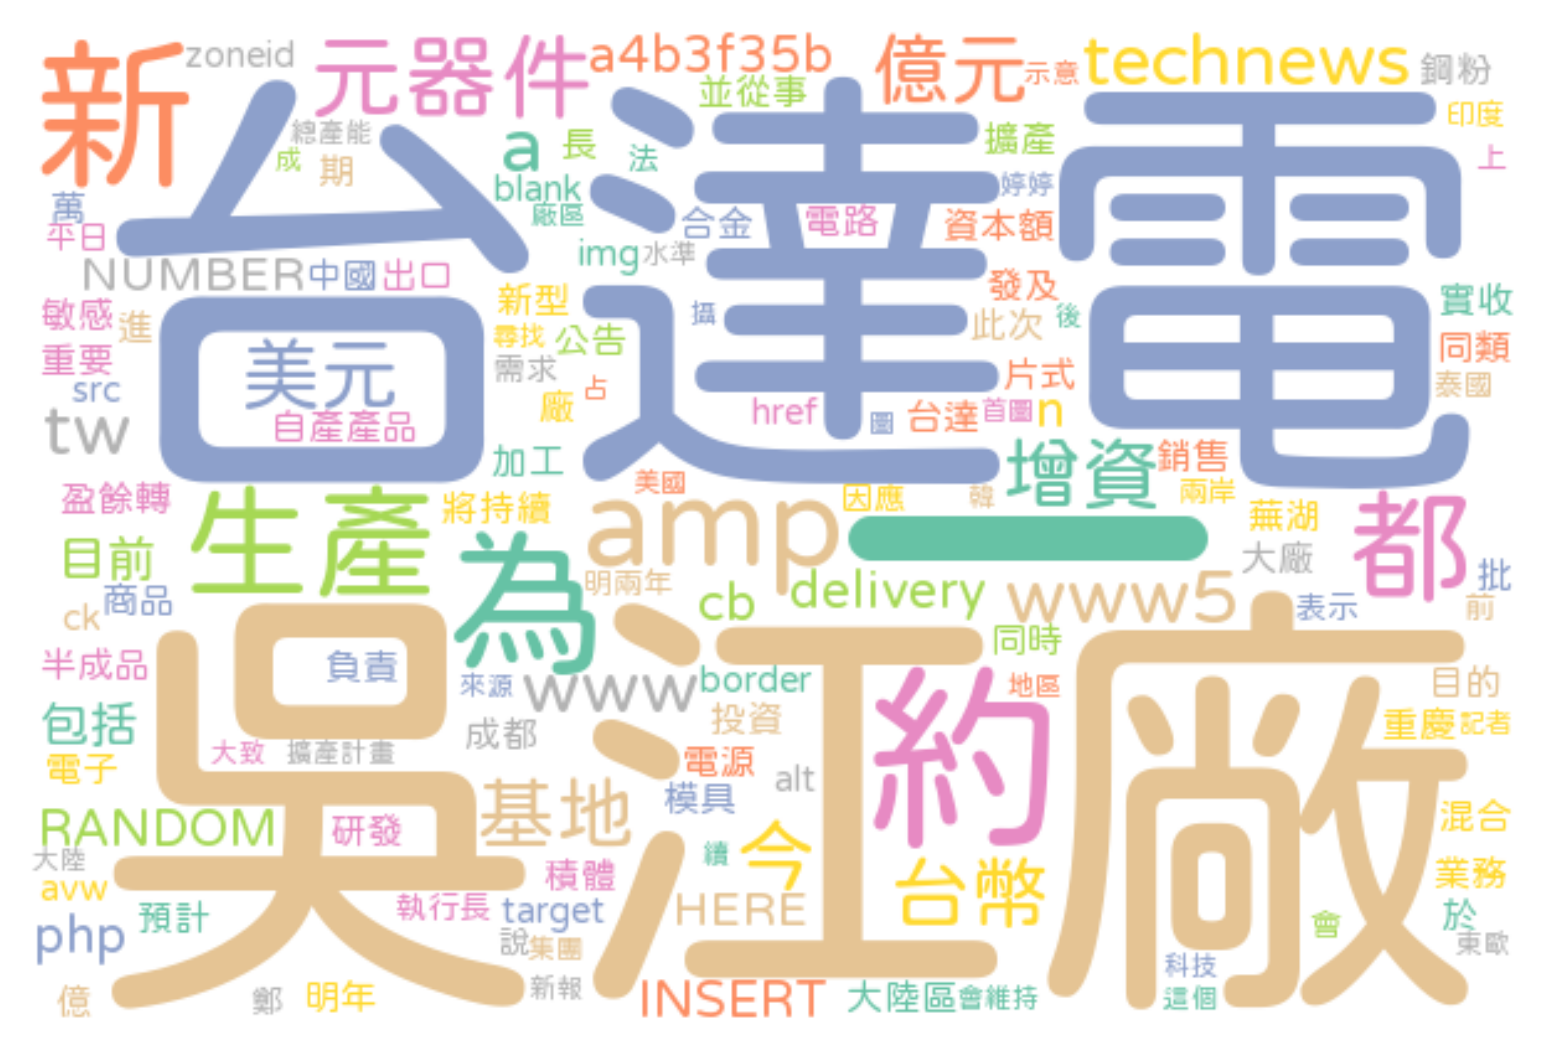 新
zoneid
元器件
a4b3f35b
億元
示意
technews
鋼粉
並從事
印度
台達電
總產能
成
期
a
長
法
擴產
上
blank
廠區
婷婷
萬
平日
合金
電路
資本額
img
水準
NUMBER
中國
出口
新型
發及
實收
敏感
進
尋找
公告
攝
此次
後
同類
重要
美元
需求
片式
泰國
src
占
廠
href
圖
台達
首圖
n
tw
自產產品
加工
增資
銷售
美國
兩岸
盈餘轉
生產
將持續
amp
因應
韓
一
蕪湖
都
目前
為
大廠
明兩年
批
ck
商品
cb
delivery
www5
表示
前
吳江廠
半成品
負責
來源
www
border
同時
地區
目的
包括
成都
投資
約
重慶
記者
電子
大致
擴產計畫
電源
alt
模具
基地
RANDOM
研發
混合
大陸
續
今
avw
積體
台幣
業務
php
預計
執行長
target
HERE
會
於
說
集團
東歐
科技
億
鄭
明年
新報
INSERT
大陸區
會維持
這個